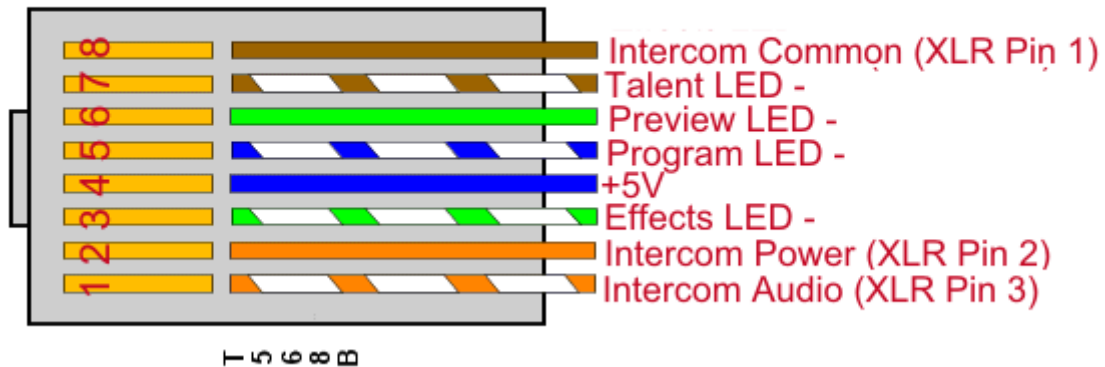 8 Intercom Common (XLR Pin 1)
7 Talent LED -
6 Preview LED -
5 Program LED -
4 +5V
3 Effects LED -
2 Intercom Power (XLR Pin 2)
1 Intercom Audio (XLR Pin 3)
T568B